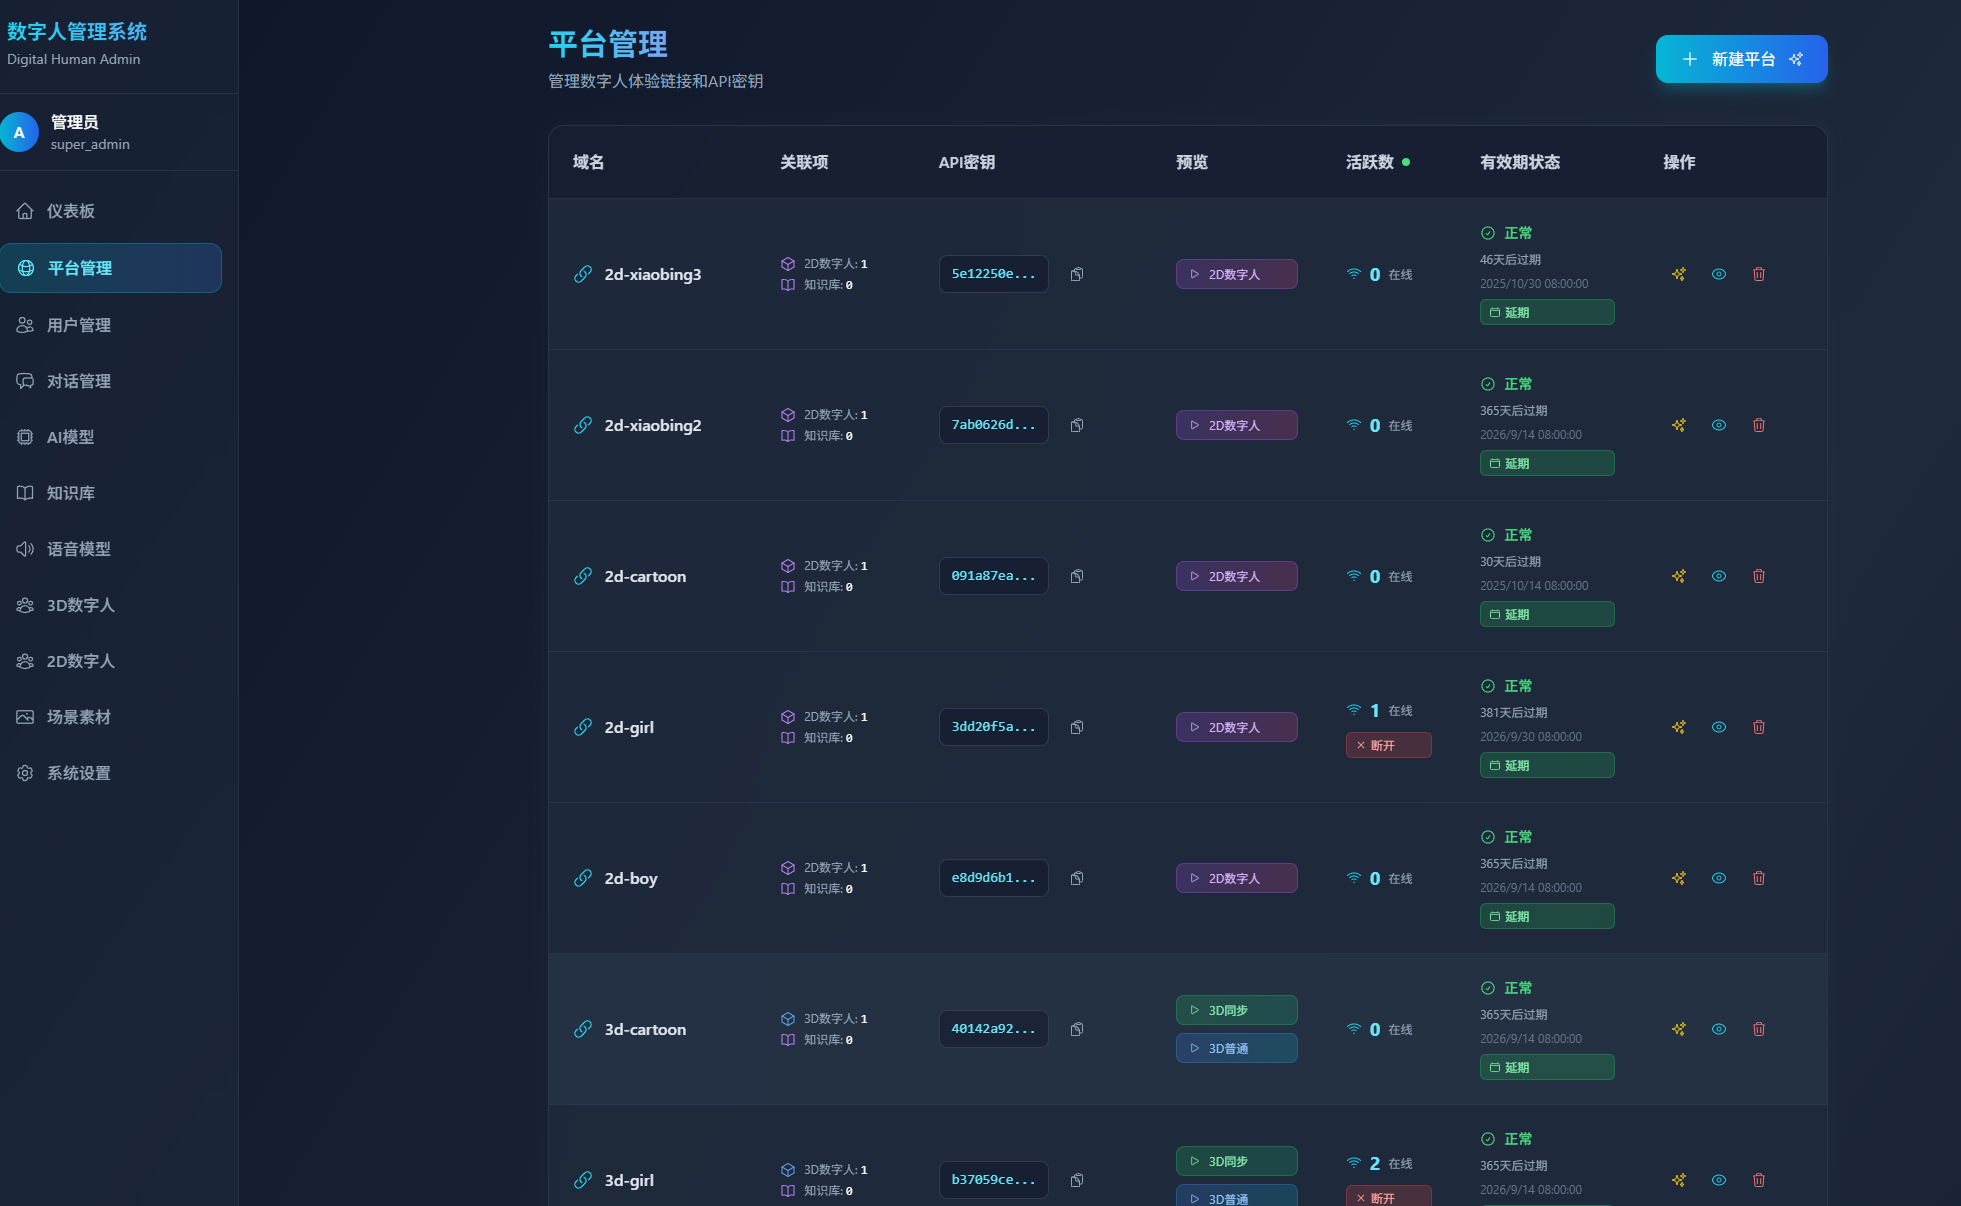 数字人管理系统
Digital Human Admin
A
管理员
super_admin
仪表板
平台管理
用户管理
对话管理
AI模型
知识库
语音模型
3D数字人
2D数字人
场景素材
系统设置
平台管理
管理数字人体验链接和API密钥
新建平台
域名 关联项 API密钥 预览 活跃数 有效期状态 操作
2d-xiaobing3
2D数字人: 1
知识库: 0
5e12250e...
2D数字人
0 在线
正常
46天后过期
2025/10/30 08:00:00
延期
2d-xiaobing2
2D数字人: 1
知识库: 0
7ab0626d...
2D数字人
0 在线
正常
365天后过期
2026/9/14 08:00:00
延期
2d-cartoon
2D数字人: 1
知识库: 0
091a87ea...
2D数字人
0 在线
正常
30天后过期
2025/10/14 08:00:00
延期
2d-girl
2D数字人: 1
知识库: 0
3dd20f5a...
2D数字人
1 在线
断开
正常
381天后过期
2026/9/30 08:00:00
延期
2d-boy
2D数字人: 1
知识库: 0
e8d9d6b1...
2D数字人
0 在线
正常
365天后过期
2026/9/14 08:00:00
延期
3d-cartoon
3D数字人: 1
知识库: 0
40142a92...
3D同步
3D普通
0 在线
正常
365天后过期
2026/9/14 08:00:00
延期
3d-girl
3D数字人: 1
知识库: 0
b37059ce...
3D同步
3D普通
2 在线
断开
正常
365天后过期
2026/9/14 08:00:00